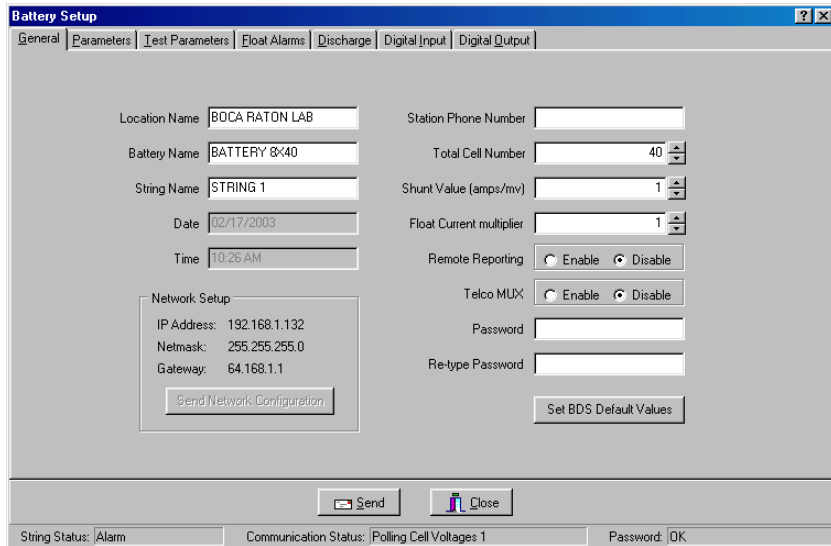 Battery Setup
General Parameters Test Parameters Float Alarms Discharge Digital Input Digital Output
Location Name BOCA RATON LAB
Battery Name BATTERY 8X40
String Name STRING 1
Date 02/17/2003
Time 10:26 AM
Network Setup
IP Address: 192.168.1.132
Netmask: 255.255.255.0
Gateway: 64.168.1.1
Send Network Configuration
Station Phone Number
Total Cell Number 40
Shunt Value (amps/mv) 1
Float Current multiplier 1
Remote Reporting Enable Disable
Telco MUX Enable Disable
Password
Re-type Password
Set BDS Default Values
Send Close
String Status: Alarm Communication Status: Polling Cell Voltages 1 Password: OK